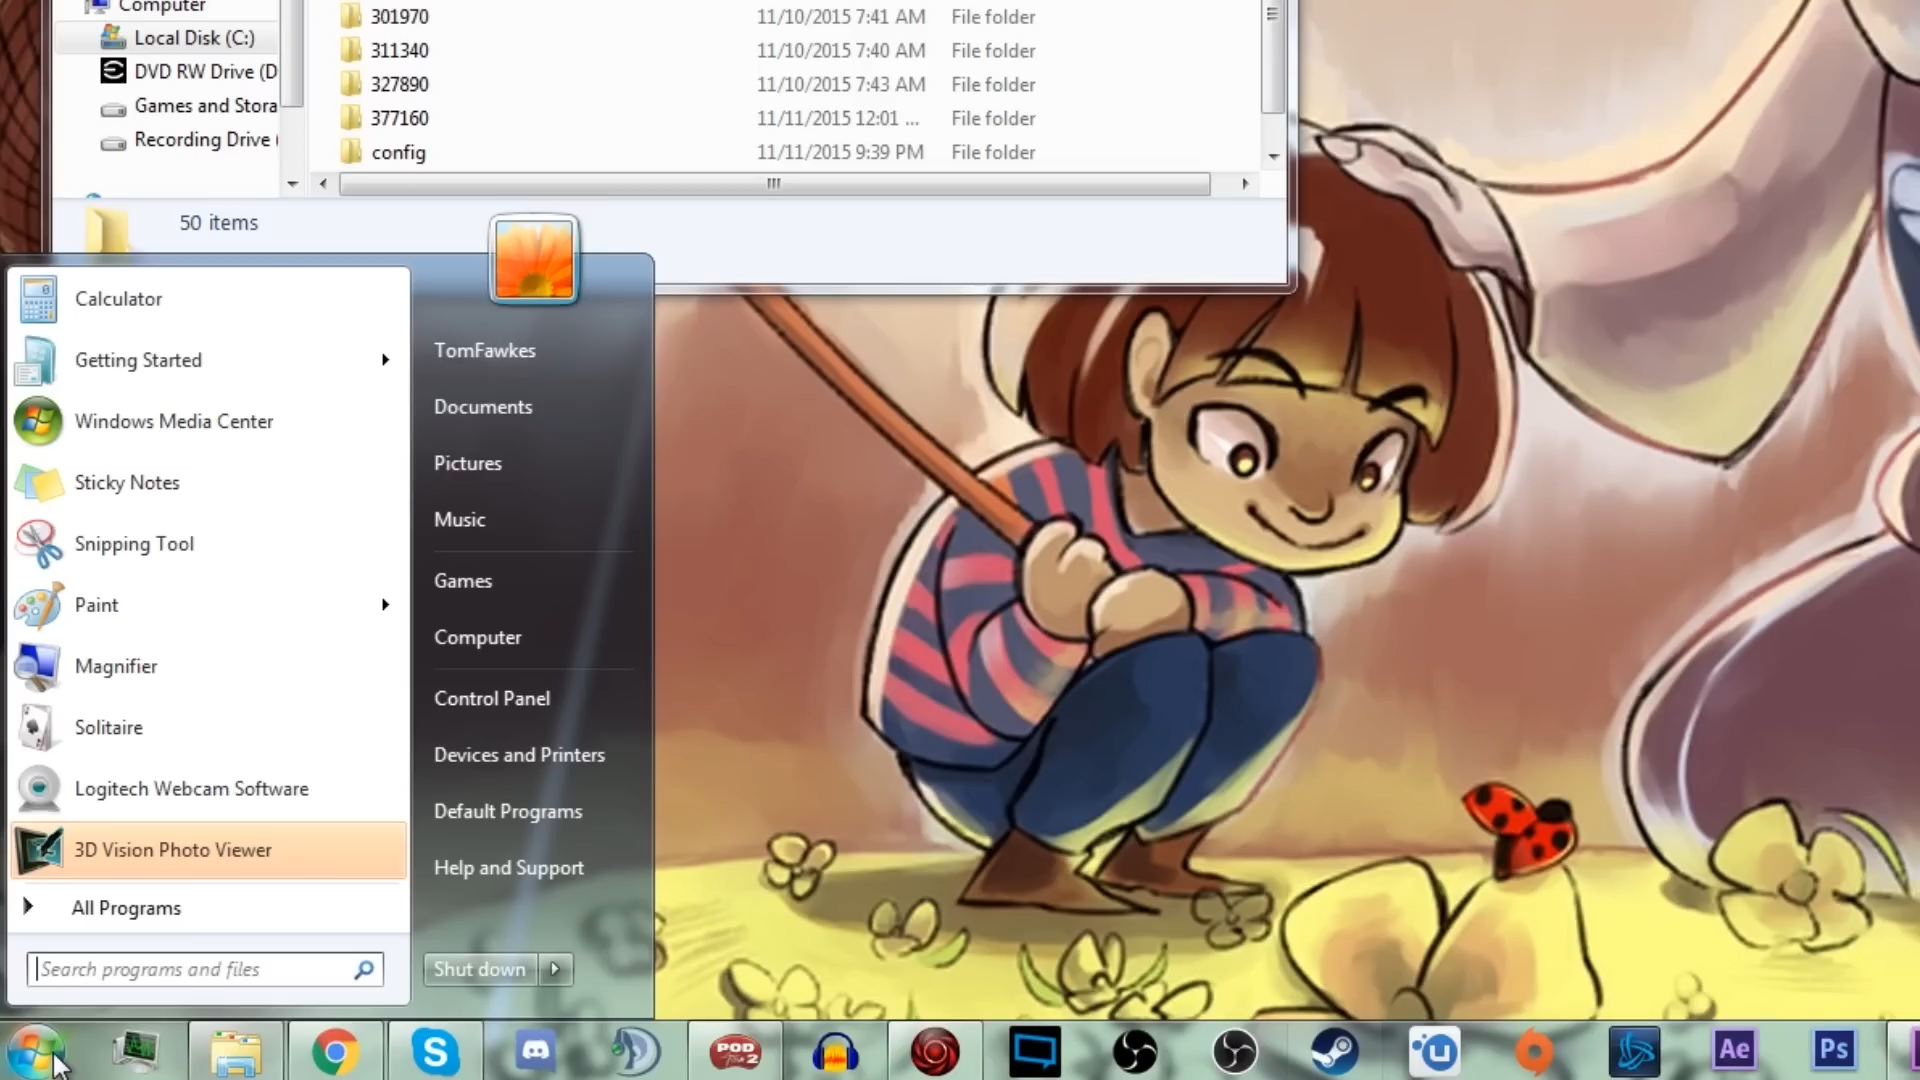 Computer
Local Disk (C:)
DVD RW Drive (D
Games and Stora
Recording Drive (
301970 11/10/2015 7:41 AM File folder
311340 11/10/2015 7:40 AM File folder
327890 11/10/2015 7:43 AM File folder
377160 11/11/2015 12:01 ... File folder
config 11/11/2015 9:39 PM File folder
50 items
Calculator
Getting Started
Windows Media Center
Sticky Notes
Snipping Tool
Paint
Magnifier
Solitaire
Logitech Webcam Software
3D Vision Photo Viewer
All Programs
Search programs and files
TomFawkes
Documents
Pictures
Music
Games
Computer
Control Panel
Devices and Printers
Default Programs
Help and Support
Shut down
S
POD
2
u
Ae
Ps